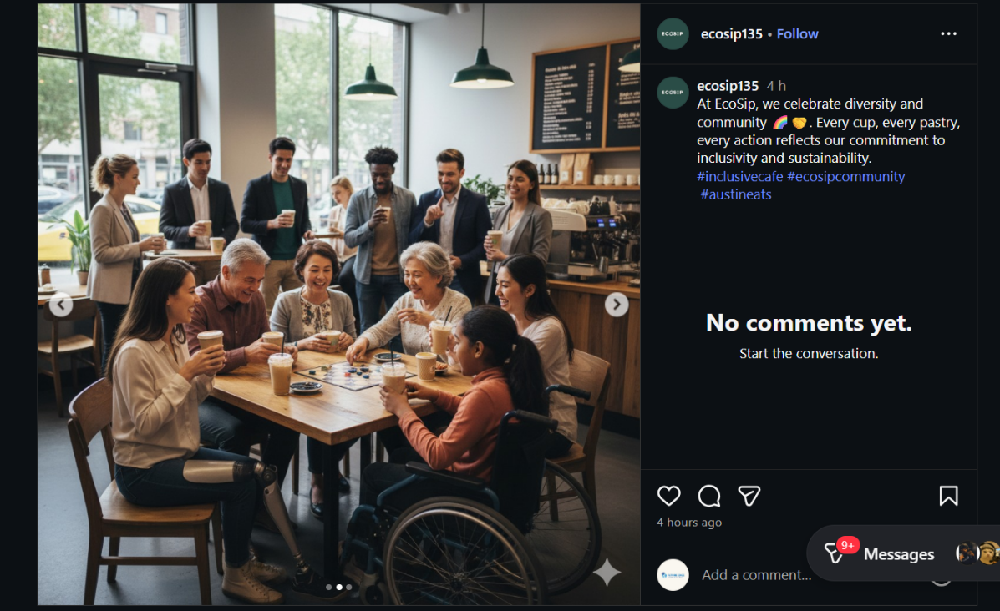 ECOSIP
ecosip135 • Follow
ECOSIP
ecosip135 4 h
At EcoSip, we celebrate diversity and
community 🌈 🤝. Every cup, every pastry,
every action reflects our commitment to
inclusivity and sustainability.
#inclusivecafe #ecosipcommunity
#austineats
No comments yet.
Start the conversation.
4 hours ago
9+
Messages
Add a comment...